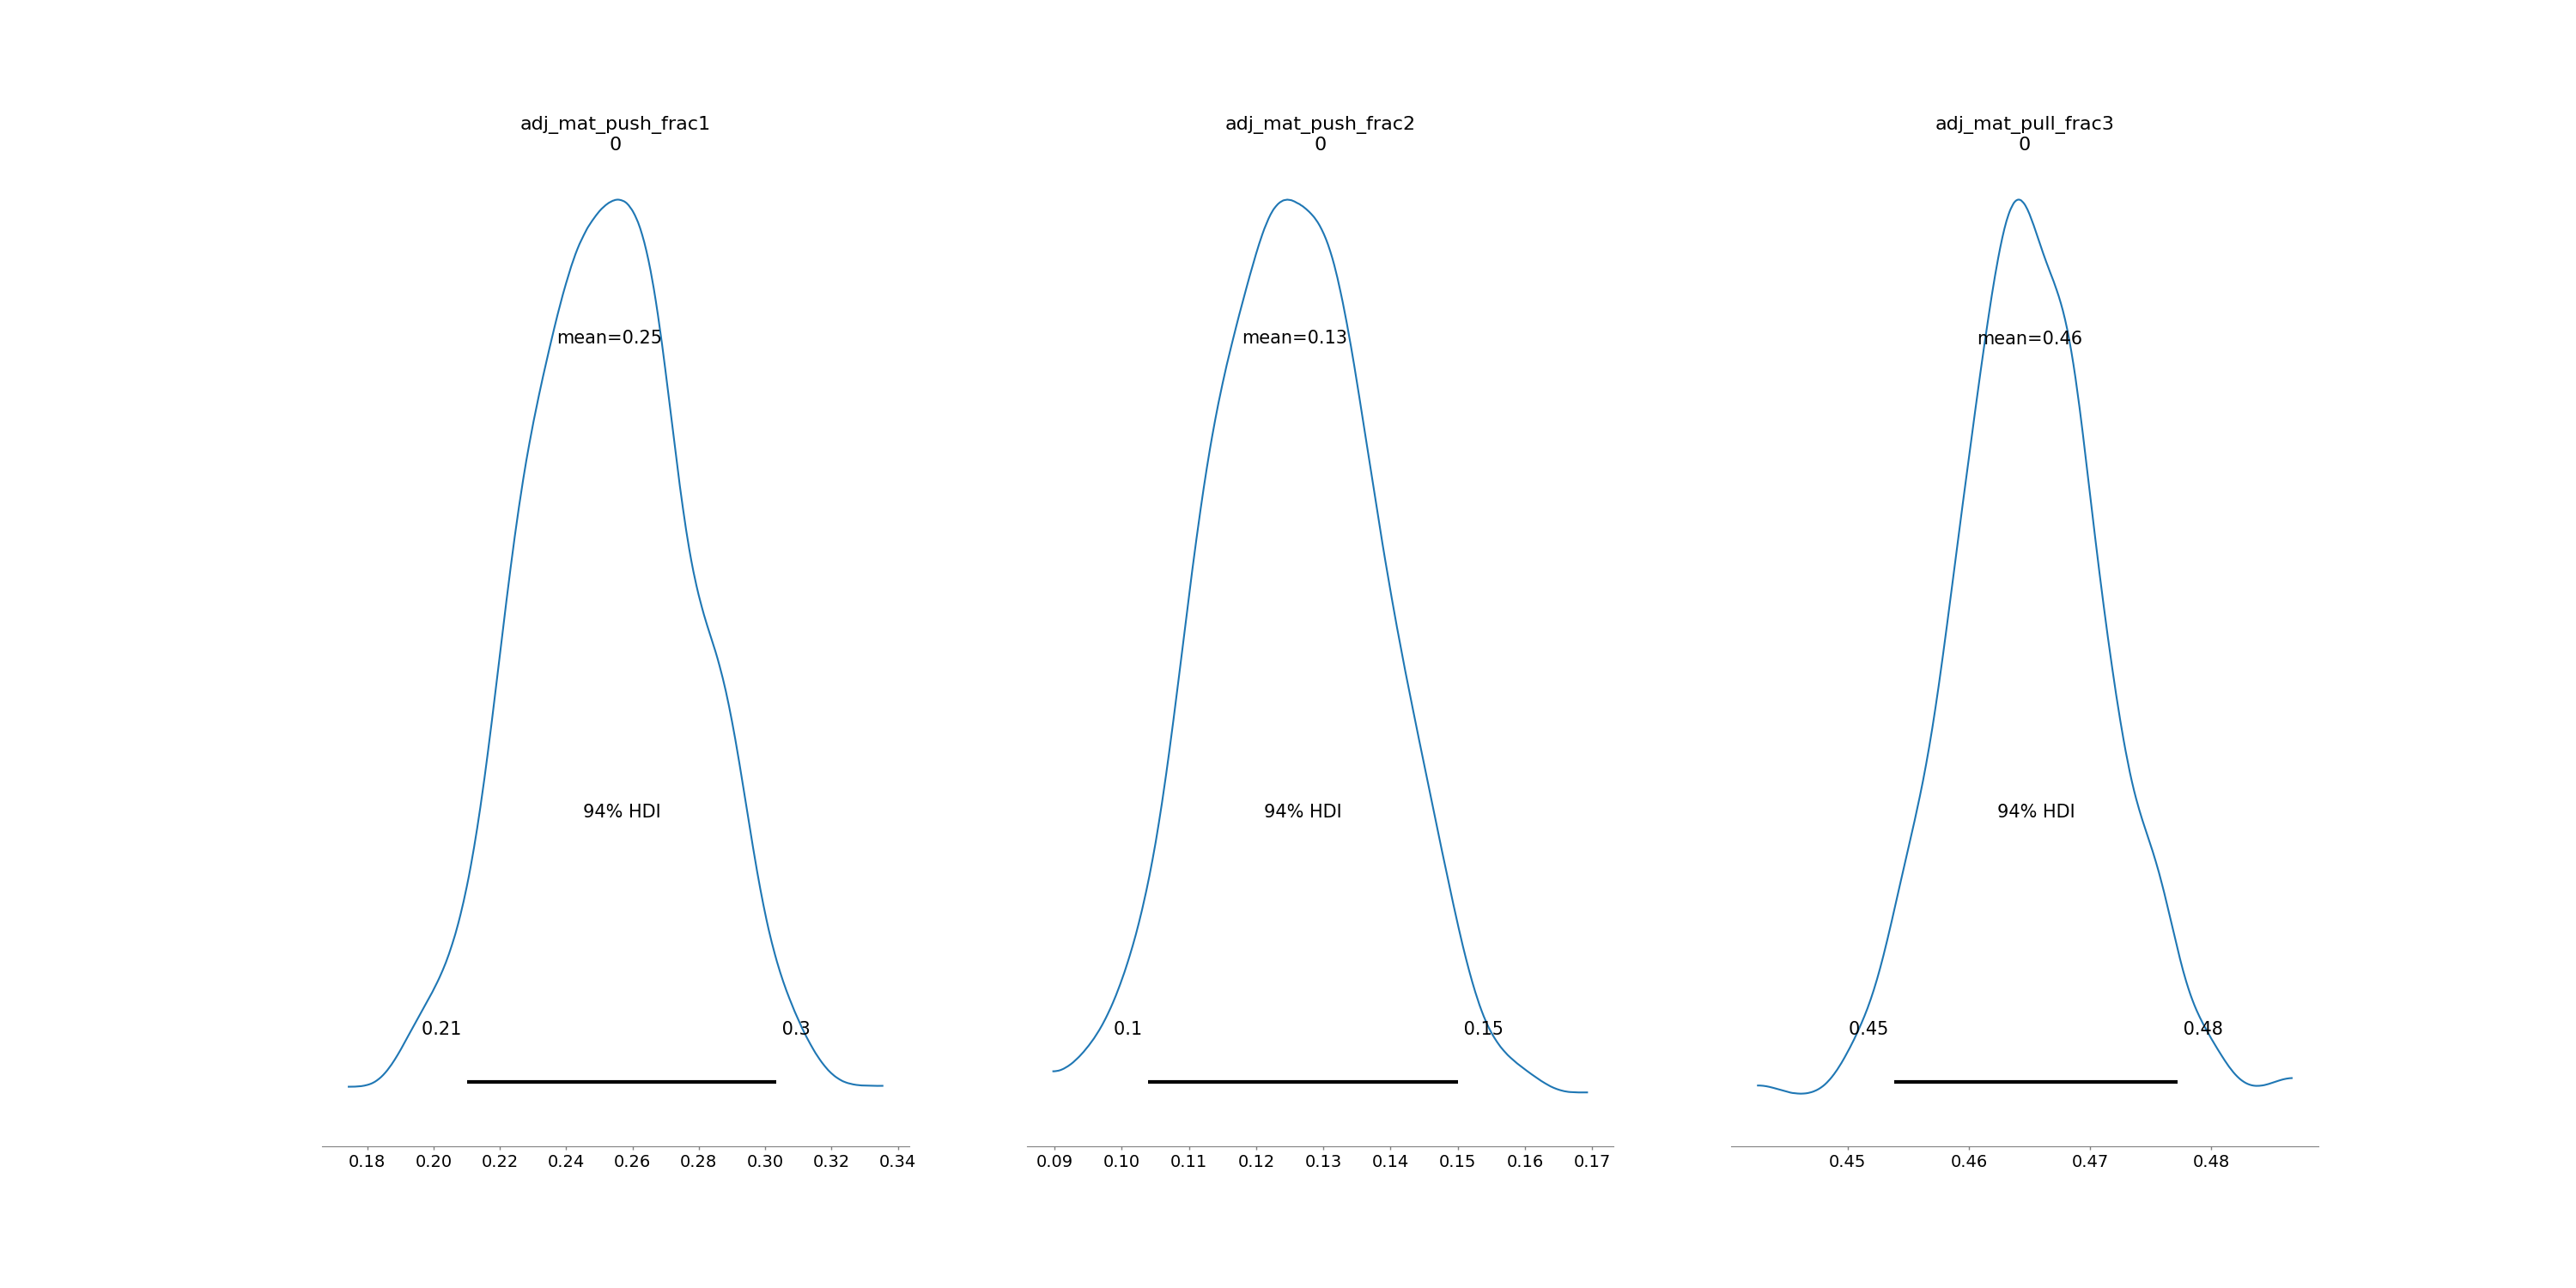 adj_mat_push_frac1
0
mean=0.25
94% HDI
0.21
0.3
0.18 0.20 0.22 0.24 0.26 0.28 0.30 0.32 0.34
adj_mat_push_frac2
0
mean=0.13
94% HDI
0.1
0.15
0.09 0.10 0.11 0.12 0.13 0.14 0.15 0.16 0.17
adj_mat_pull_frac3
0
mean=0.46
94% HDI
0.45
0.48
0.45 0.46 0.47 0.48